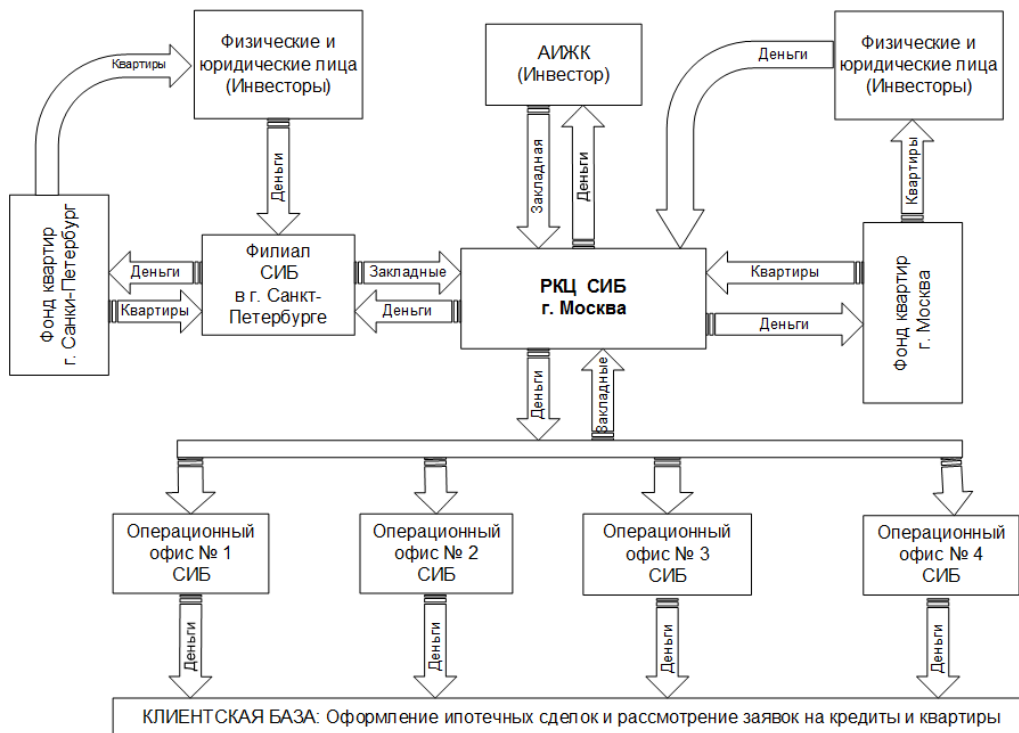 Физические и
юридические лица
(Инвесторы)
АИЖК
(Инвестор)
Физические и
юридические лица
(Инвесторы)
Квартиры
Деньги
Деньги
Закладная
Деньги
Квартиры
Фонд квартир
г. Санки-Петербург
Деньги
Квартиры
Филиал
СИБ
в г. Санкт-
Петербурге
Закладные
Деньги
РКЦ СИБ
г. Москва
Квартиры
Деньги
Фонд квартир
г. Москва
Деньги
Закладные
Операционный
офис № 1
СИБ
Операционный
офис № 2
СИБ
Операционный
офис № 3
СИБ
Операционный
офис № 4
СИБ
Деньги
Деньги
Деньги
Деньги
КЛИЕНТСКАЯ БАЗА: Оформление ипотечных сделок и рассмотрение заявок на кредиты и квартиры